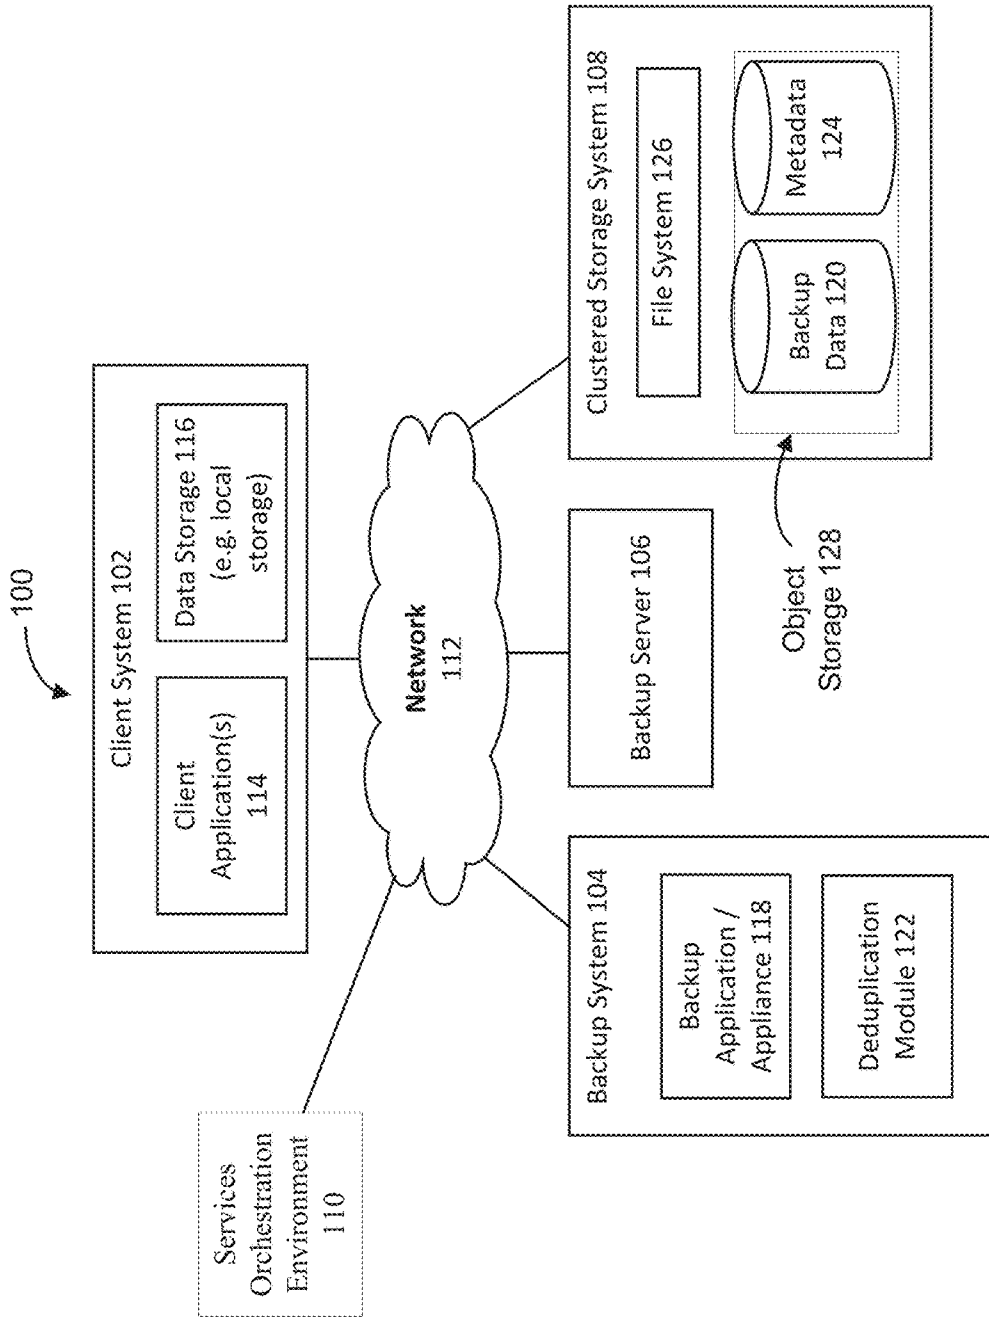 100
Client System 102
Client
Application(s)
114
Data Storage 116
(e.g. local
storage)
Services
Orchestration
Environment
110
Network
112
Backup System 104
Backup
Application /
Appliance 118
Deduplication
Module 122
Backup Server 106
Clustered Storage System 108
File System 126
Backup
Data 120
Metadata
124
Object
Storage 128